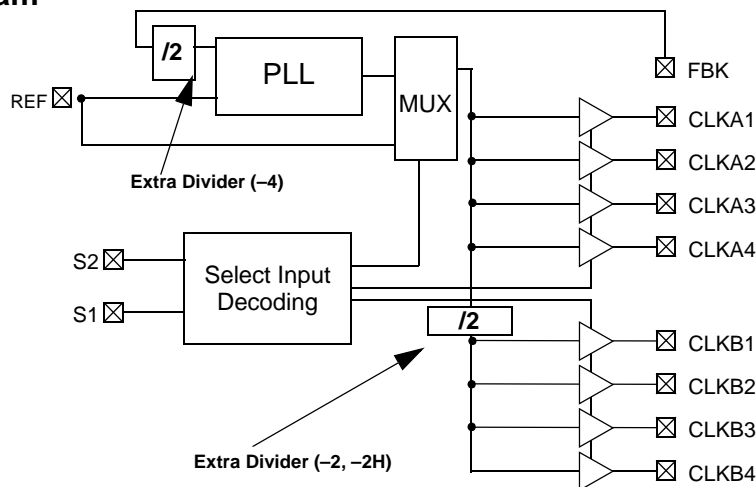 /2
PLL
MUX
FBK
REF
CLKA1
CLKA2
Extra Divider (–4)
CLKA3
CLKA4
S2
S1
Select Input
Decoding
/2
CLKB1
CLKB2
CLKB3
Extra Divider (–2, –2H)
CLKB4